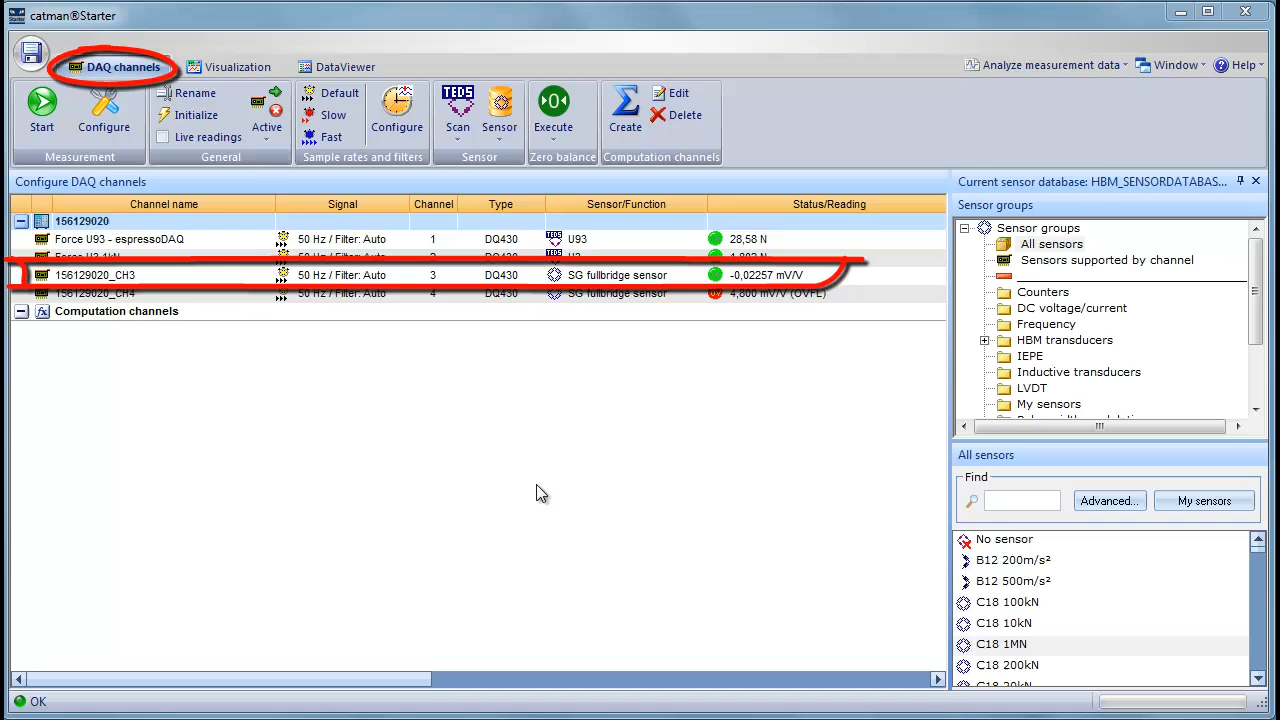 catman®Starter
DAQ channels
Visualization
DataViewer
Analyze measurement data
Window
Help
Start
Configure
Rename
Initialize
Live readings
Active
Default
Slow
Fast
Configure
TEDS
Scan
Sensor
Execute
Create
Edit
Delete
Measurement
General
Sample rates and filters
Sensor
Zero balance
Computation channels
Configure DAQ channels
Channel name Signal Channel Type Sensor/Function Status/Reading
156129020
Force U93 - espressoDAQ 50 Hz / Filter: Auto 1 DQ430 TEDS U93 28,58 N
50 Hz / Filter: Auto 2 DQ430
156129020_CH3 50 Hz / Filter: Auto 3 DQ430 SG fullbridge sensor -0,02257 mV/V
156129020_CH4 50 Hz / Filter: Auto 4 DQ430 SG fullbridge sensor 4,800 mV/V (OVFL)
Computation channels
Current sensor database: HBM_SENSORDATABAS...
Sensor groups
Sensor groups
All sensors
Sensors supported by channel
Counters
DC voltage/current
Frequency
HBM transducers
IEPE
Inductive transducers
LVDT
My sensors
All sensors
Find
Advanced...
My sensors
No sensor
B12 200m/s²
B12 500m/s²
C18 100kN
C18 10kN
C18 1MN
C18 200kN
C18 20kN
OK